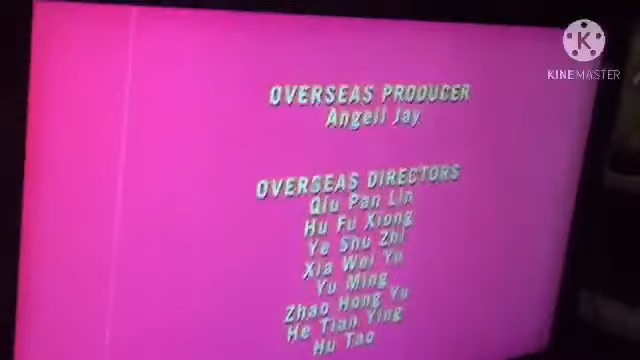 KINEMASTER
OVERSEAS PRODUCER
Angell Jay
OVERSEAS DIRECTORS
Qiu Pan Lin
Hu Fu Xiong
Ye Shu Zhi
Xia Wei Yu
Yu Ming
Zhao Hong Yu
He Tian Ying
Hu Tao